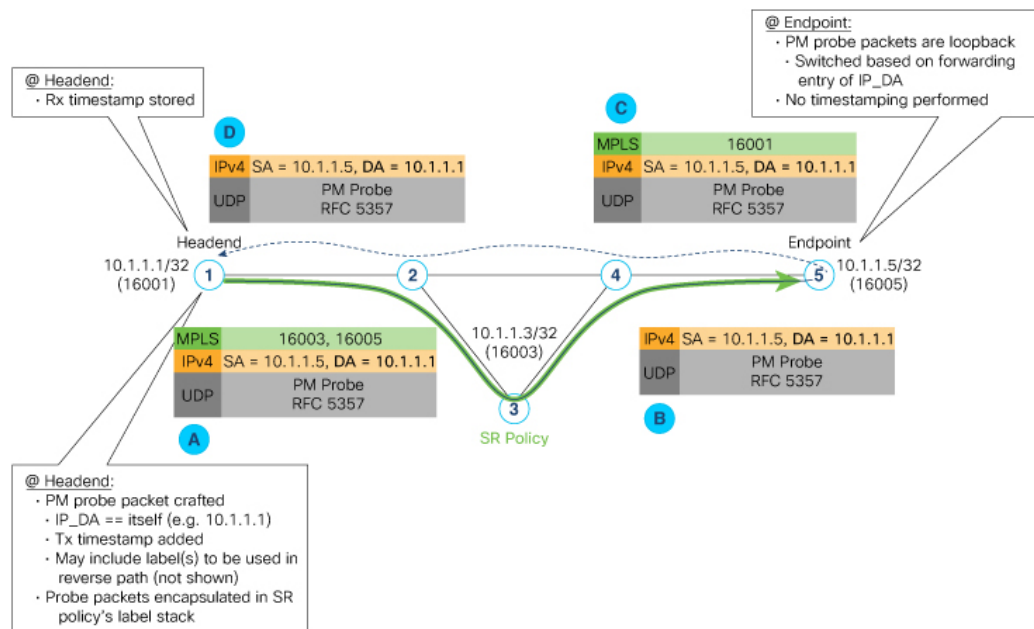 @ Endpoint:
· PM probe packets are loopback
· Switched based on forwarding
entry of IP_DA
· No timestamping performed
@ Headend:
· Rx timestamp stored
D
C
MPLS 16001
IPv4 SA = 10.1.1.5, DA = 10.1.1.1
UDP PM Probe
RFC 5357
IPv4 SA = 10.1.1.5, DA = 10.1.1.1
UDP PM Probe
RFC 5357
Headend
Endpoint
10.1.1.1/32
(16001)
1
2
4
5
10.1.1.5/32
(16005)
10.1.1.3/32
(16003)
MPLS 16003, 16005
IPv4 SA = 10.1.1.5, DA = 10.1.1.1
UDP PM Probe
RFC 5357
IPv4 SA = 10.1.1.5, DA = 10.1.1.1
UDP PM Probe
RFC 5357
3
SR Policy
A
B
@ Headend:
· PM probe packet crafted
· IP_DA == itself (e.g. 10.1.1.1)
· Tx timestamp added
· May include label(s) to be used in
reverse path (not shown)
· Probe packets encapsulated in SR
policy's label stack